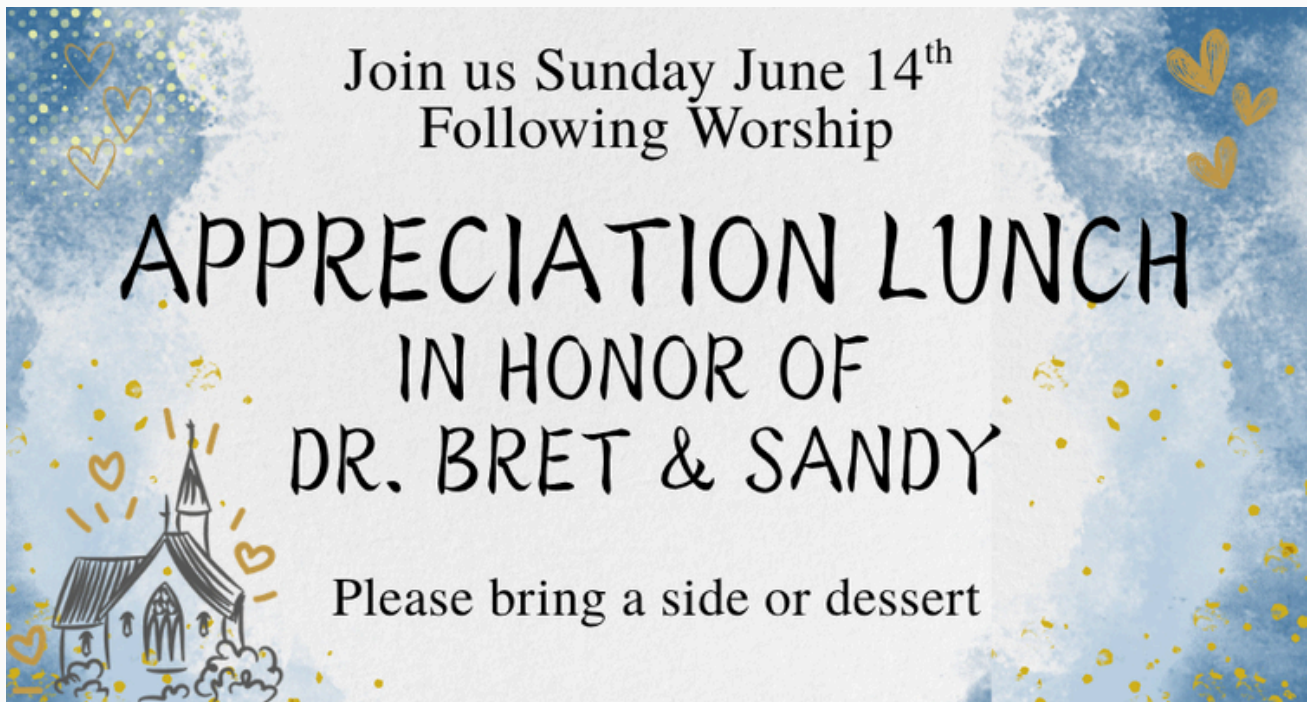 Join us Sunday June 14th
Following Worship
APPRECIATION LUNCH
IN HONOR OF
DR. BRET & SANDY
Please bring a side or dessert